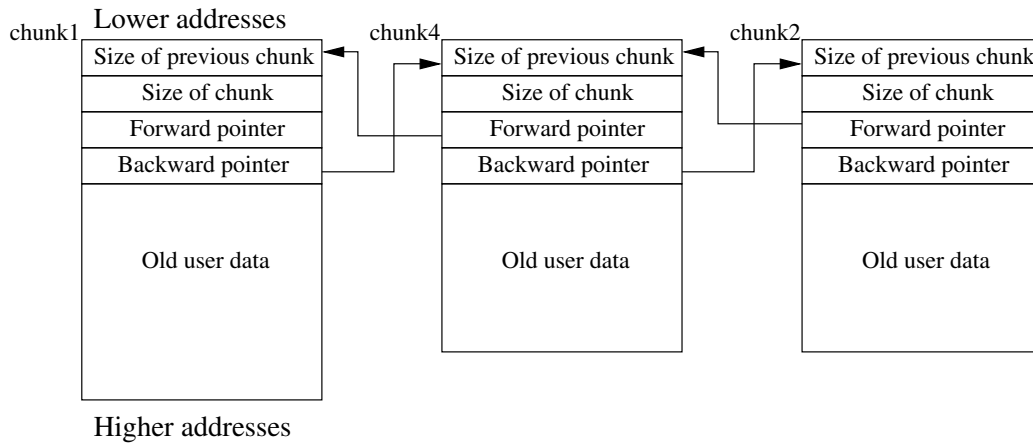 Lower addresses
chunk1
Size of previous chunk
Size of chunk
Forward pointer
Backward pointer
Old user data
Higher addresses
chunk4
Size of previous chunk
Size of chunk
Forward pointer
Backward pointer
Old user data
chunk2
Size of previous chunk
Size of chunk
Forward pointer
Backward pointer
Old user data